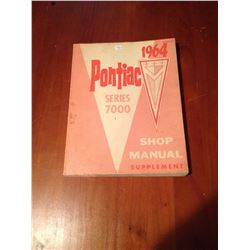 1964
Pontiac
SERIES
7000
SHOP
MANUAL
SUPPLEMENT